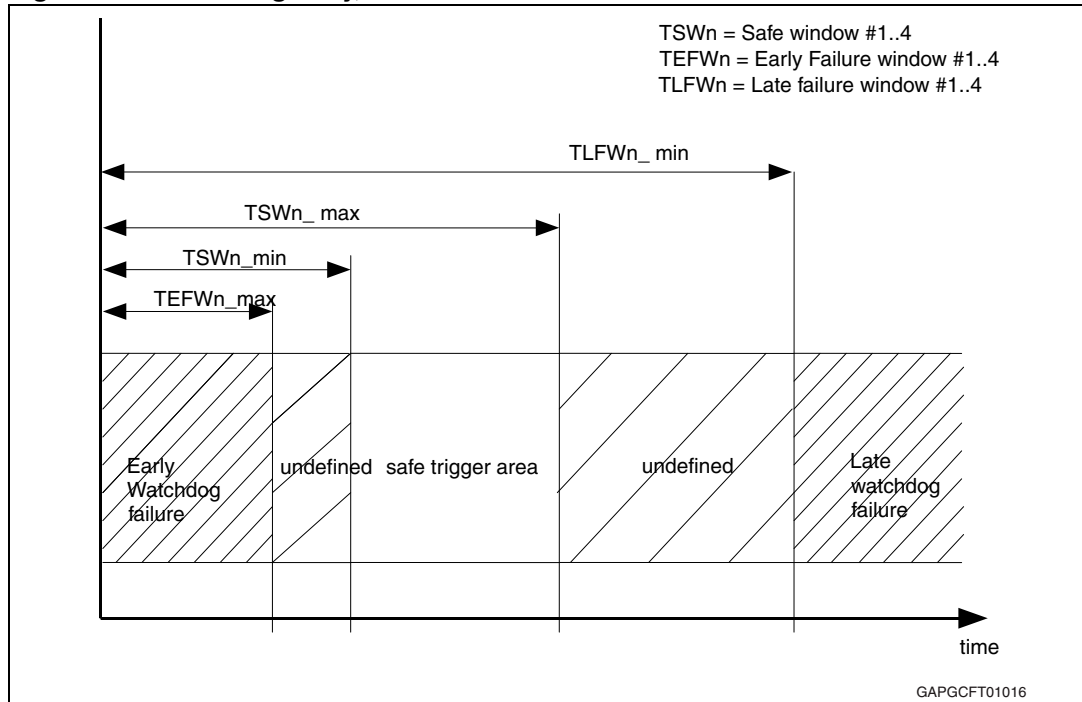 TSWn = Safe window #1..4
TEFWn = Early Failure window #1..4
TLFWn = Late failure window #1..4
TLFWn_ min
TSWn_ max
TSWn_min
TEFWn_max
Early
Watchdog
failure
undefined
safe trigger area
undefined
Late
watchdog
failure
time
GAPGCFT01016